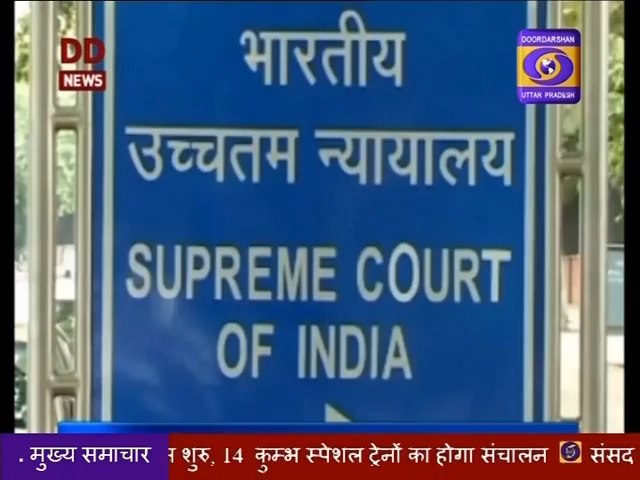 DD
NEWS
DOORDARSHAN
UTTAR PRADESH
भारतीय
उच्चतम न्यायालय
SUPREME COURT
OF INDIA
. मुख्य समाचार
शुरु, 14 कुम्भ स्पेशल ट्रेनों का होगा संचालन
संसद